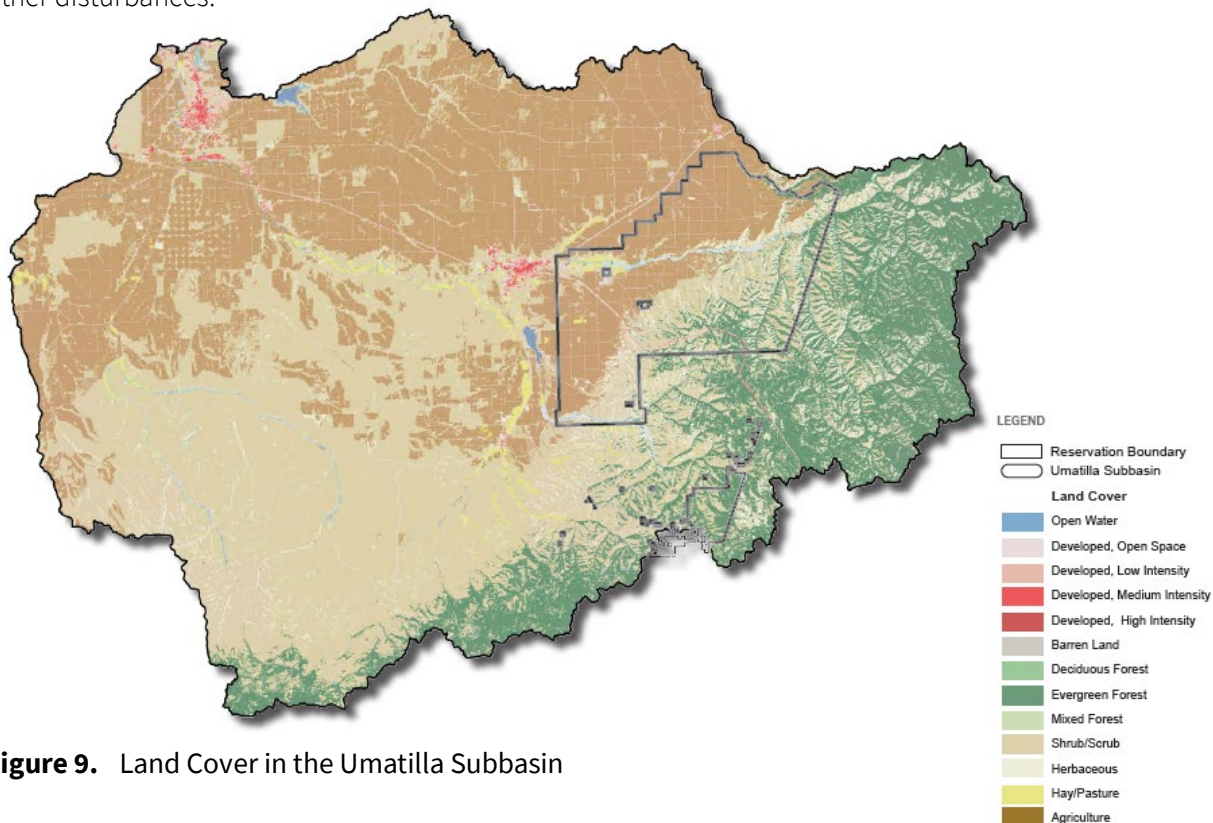 ther disturbances.
LEGEND
Reservation Boundary
Umatilla Subbasin
Land Cover
Open Water
Developed, Open Space
Developed, Low Intensity
Developed, Medium Intensity
Developed, High Intensity
Barren Land
Deciduous Forest
Evergreen Forest
Mixed Forest
Shrub/Scrub
Herbaceous
Hay/Pasture
Agriculture
igure 9. Land Cover in the Umatilla Subbasin